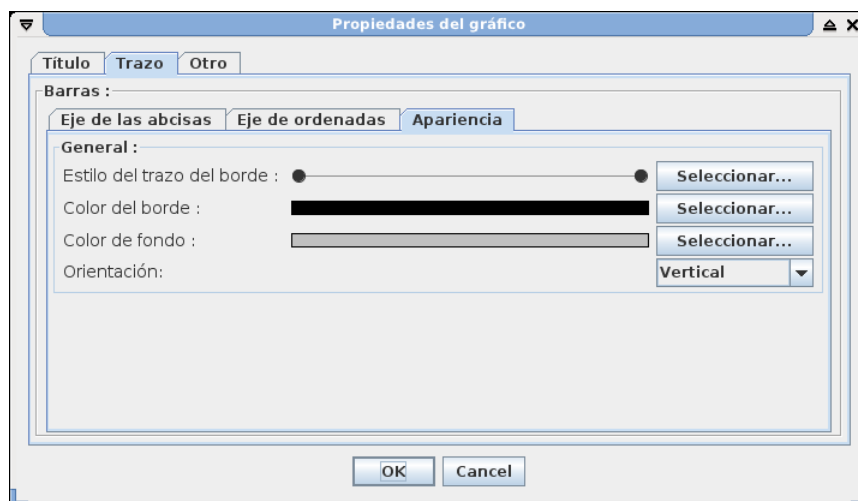 Propiedades del gráfico
Título Trazo Otro
Barras :
Eje de las abcisas Eje de ordenadas Apariencia
General :
Estilo del trazo del borde : Seleccionar...
Color del borde : Seleccionar...
Color de fondo : Seleccionar...
Orientación: Vertical
OK Cancel